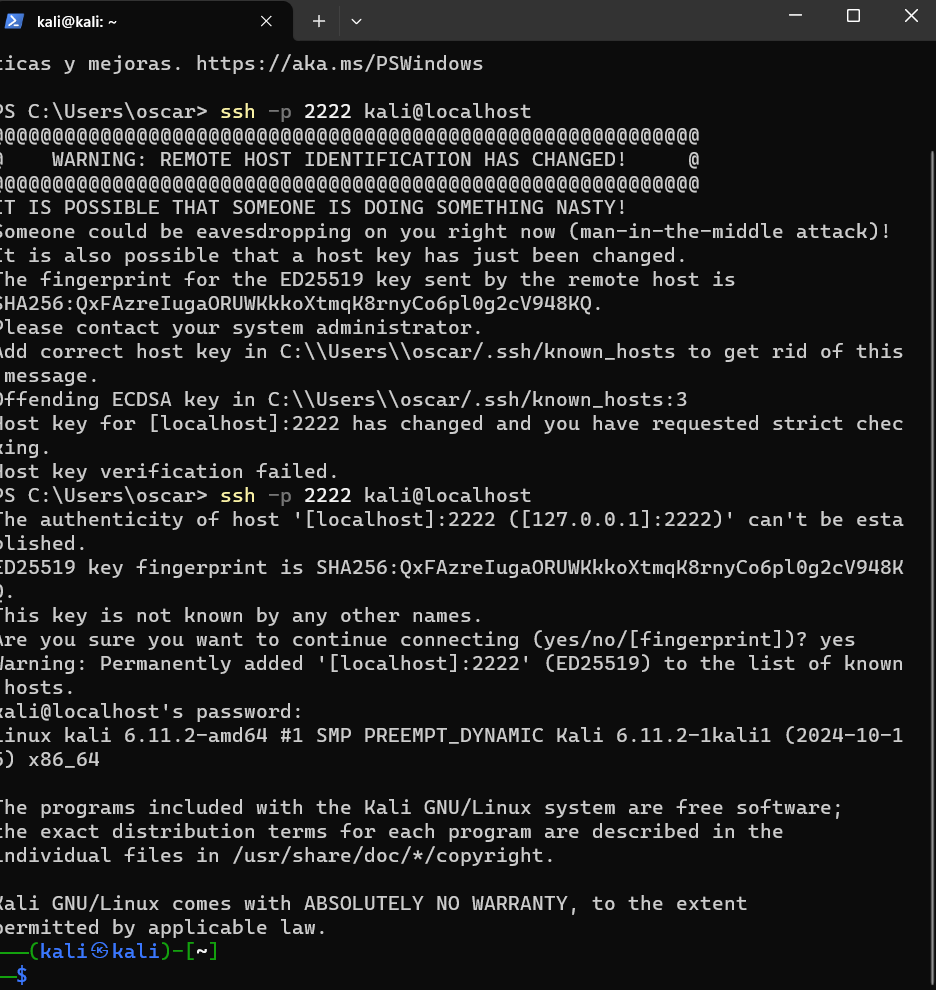 kali@kali: ~
ticas y mejoras. https://aka.ms/PSWindows
PS C:\Users\oscar> ssh -p 2222 kali@localhost
@@@@@@@@@@@@@@@@@@@@@@@@@@@@@@@@@@@@@@@@@@@@@@@@@@@@@@@@@@@
@    WARNING: REMOTE HOST IDENTIFICATION HAS CHANGED!     @
@@@@@@@@@@@@@@@@@@@@@@@@@@@@@@@@@@@@@@@@@@@@@@@@@@@@@@@@@@@
IT IS POSSIBLE THAT SOMEONE IS DOING SOMETHING NASTY!
Someone could be eavesdropping on you right now (man-in-the-middle attack)!
It is also possible that a host key has just been changed.
The fingerprint for the ED25519 key sent by the remote host is
SHA256:QxFAzreIugaORUWKkkoXtmqK8rnyCo6pl0g2cV948KQ.
Please contact your system administrator.
Add correct host key in C:\\Users\\oscar/.ssh/known_hosts to get rid of this
message.
Offending ECDSA key in C:\\Users\\oscar/.ssh/known_hosts:3
Host key for [localhost]:2222 has changed and you have requested strict chec
king.
Host key verification failed.
PS C:\Users\oscar> ssh -p 2222 kali@localhost
The authenticity of host '[localhost]:2222 ([127.0.0.1]:2222)' can't be esta
blished.
ED25519 key fingerprint is SHA256:QxFAzreIugaORUWKkkoXtmqK8rnyCo6pl0g2cV948K
Q.
This key is not known by any other names.
Are you sure you want to continue connecting (yes/no/[fingerprint])? yes
Warning: Permanently added '[localhost]:2222' (ED25519) to the list of known
hosts.
kali@localhost's password:
Linux kali 6.11.2-amd64 #1 SMP PREEMPT_DYNAMIC Kali 6.11.2-1kali1 (2024-10-1
5) x86_64
The programs included with the Kali GNU/Linux system are free software;
the exact distribution terms for each program are described in the
individual files in /usr/share/doc/*/copyright.
Kali GNU/Linux comes with ABSOLUTELY NO WARRANTY, to the extent
permitted by applicable law.
──(kali㉿kali)-[~]
─$